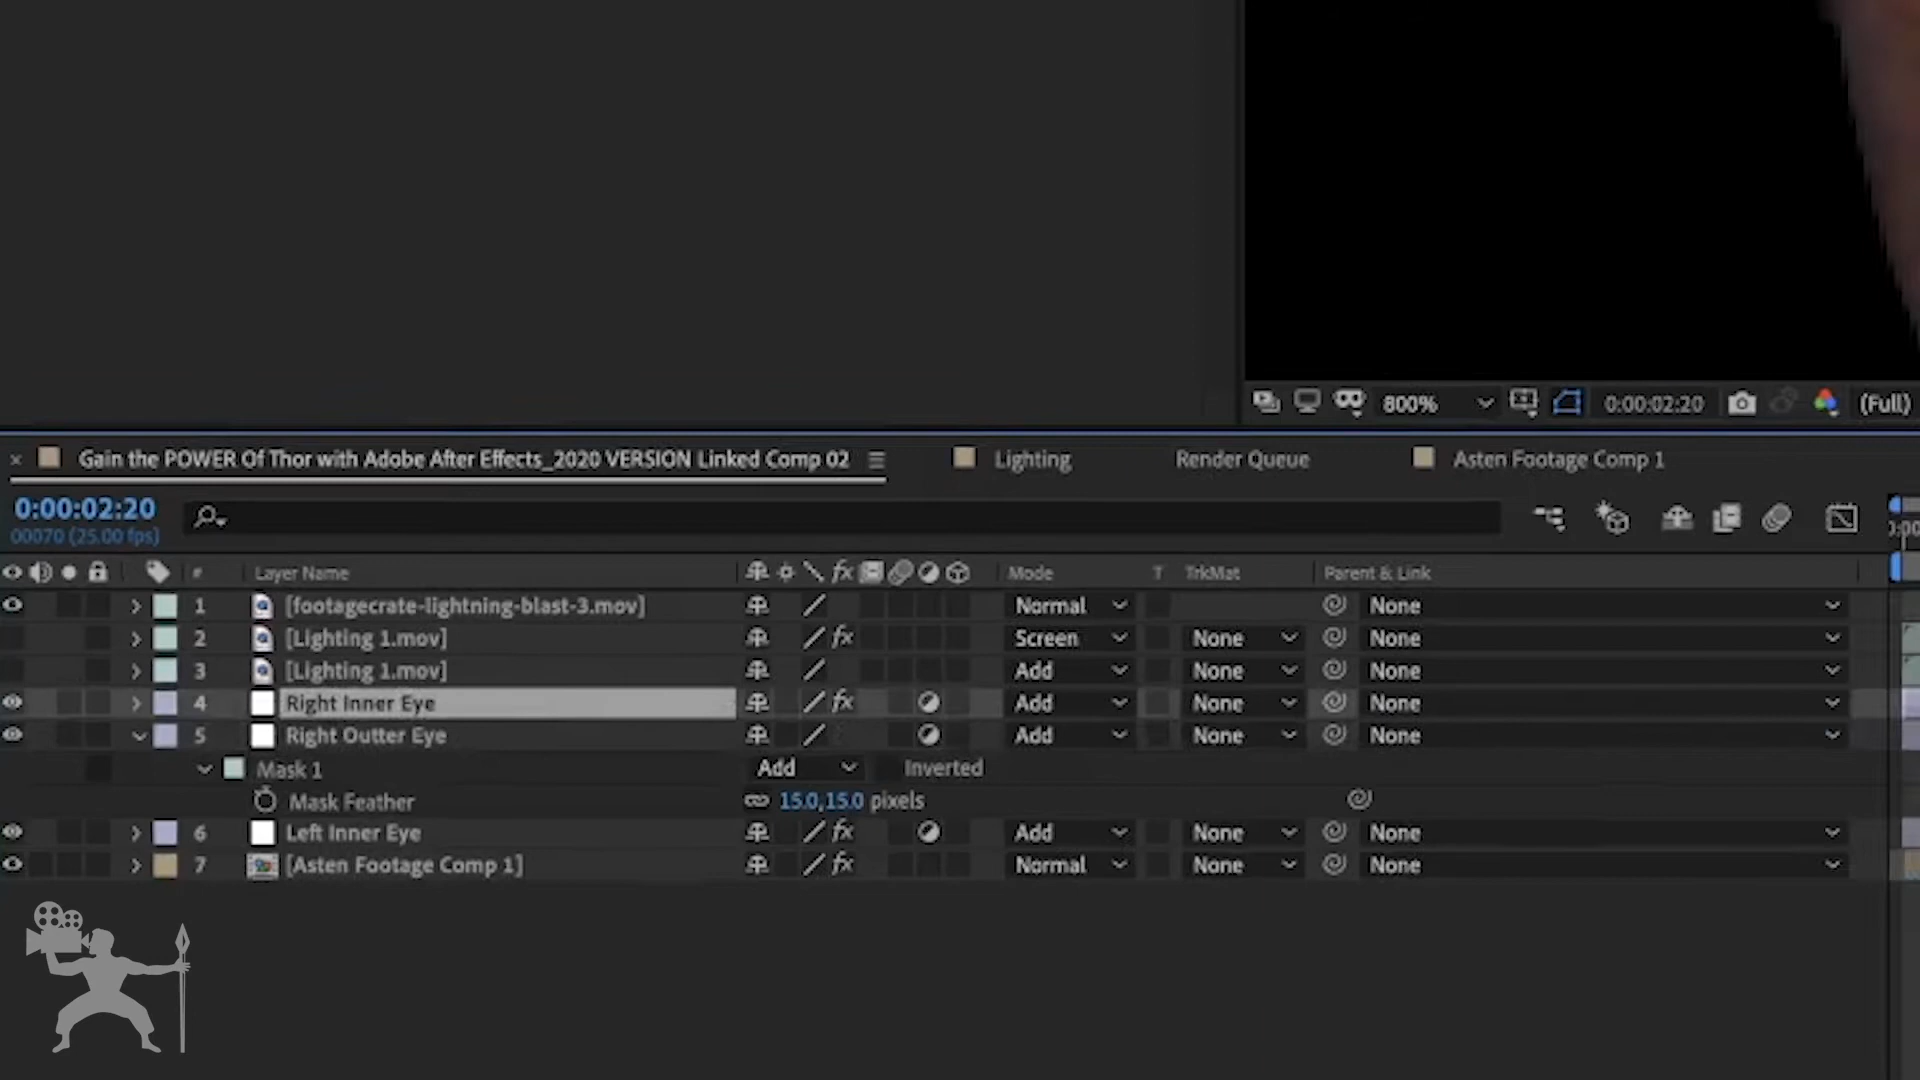 800% 0:00:02:20 (Full)
Gain the POWER Of Thor with Adobe After Effects_2020 VERSION Linked Comp 02 Lighting Render Queue Asten Footage Comp 1
0:00:02:20
00070 (25.00 fps)
# Layer Name fx Mode T TrkMat Parent & Link
1 [footagecrate-lightning-blast-3.mov] Normal None
2 [Lighting 1.mov] fx Screen None None
3 [Lighting 1.mov] Add None None
4 Right Inner Eye fx Add None None
5 Right Outter Eye Add None None
Mask 1 Add Inverted
Mask Feather 15.0,15.0 pixels
6 Left Inner Eye fx Add None None
7 [Asten Footage Comp 1] fx Normal None None